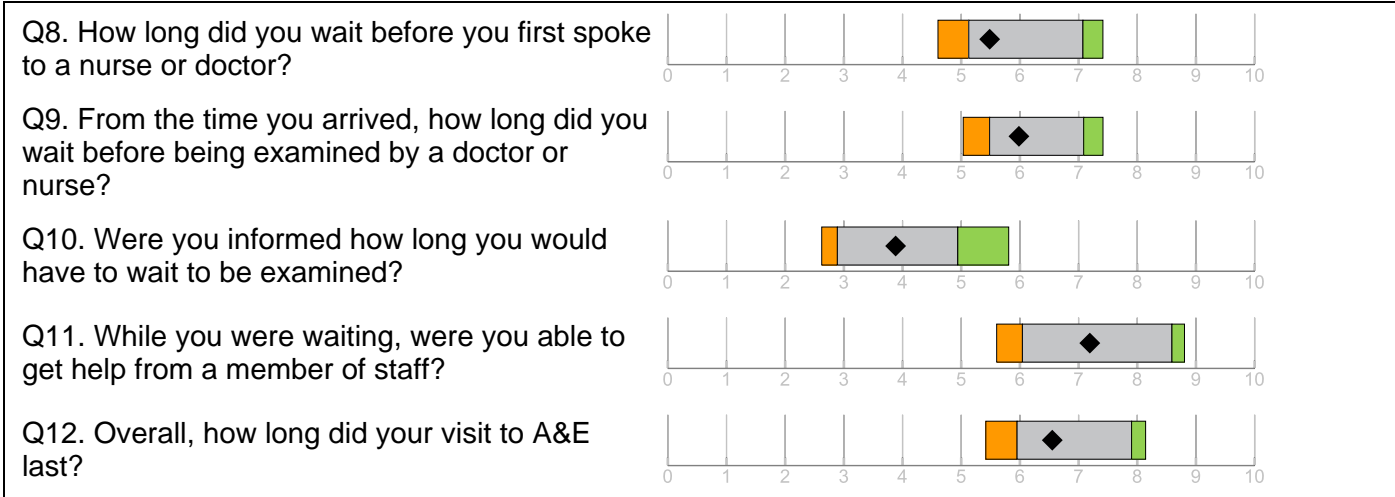 Q8. How long did you wait before you first spoke
to a nurse or doctor?
0 1 2 3 4 5 6 7 8 9 10
Q9. From the time you arrived, how long did you
wait before being examined by a doctor or
nurse?
0 1 2 3 4 5 6 7 8 9 10
Q10. Were you informed how long you would
have to wait to be examined?
0 1 2 3 4 5 6 7 8 9 10
Q11. While you were waiting, were you able to
get help from a member of staff?
0 1 2 3 4 5 6 7 8 9 10
Q12. Overall, how long did your visit to A&E
last?
0 1 2 3 4 5 6 7 8 9 10